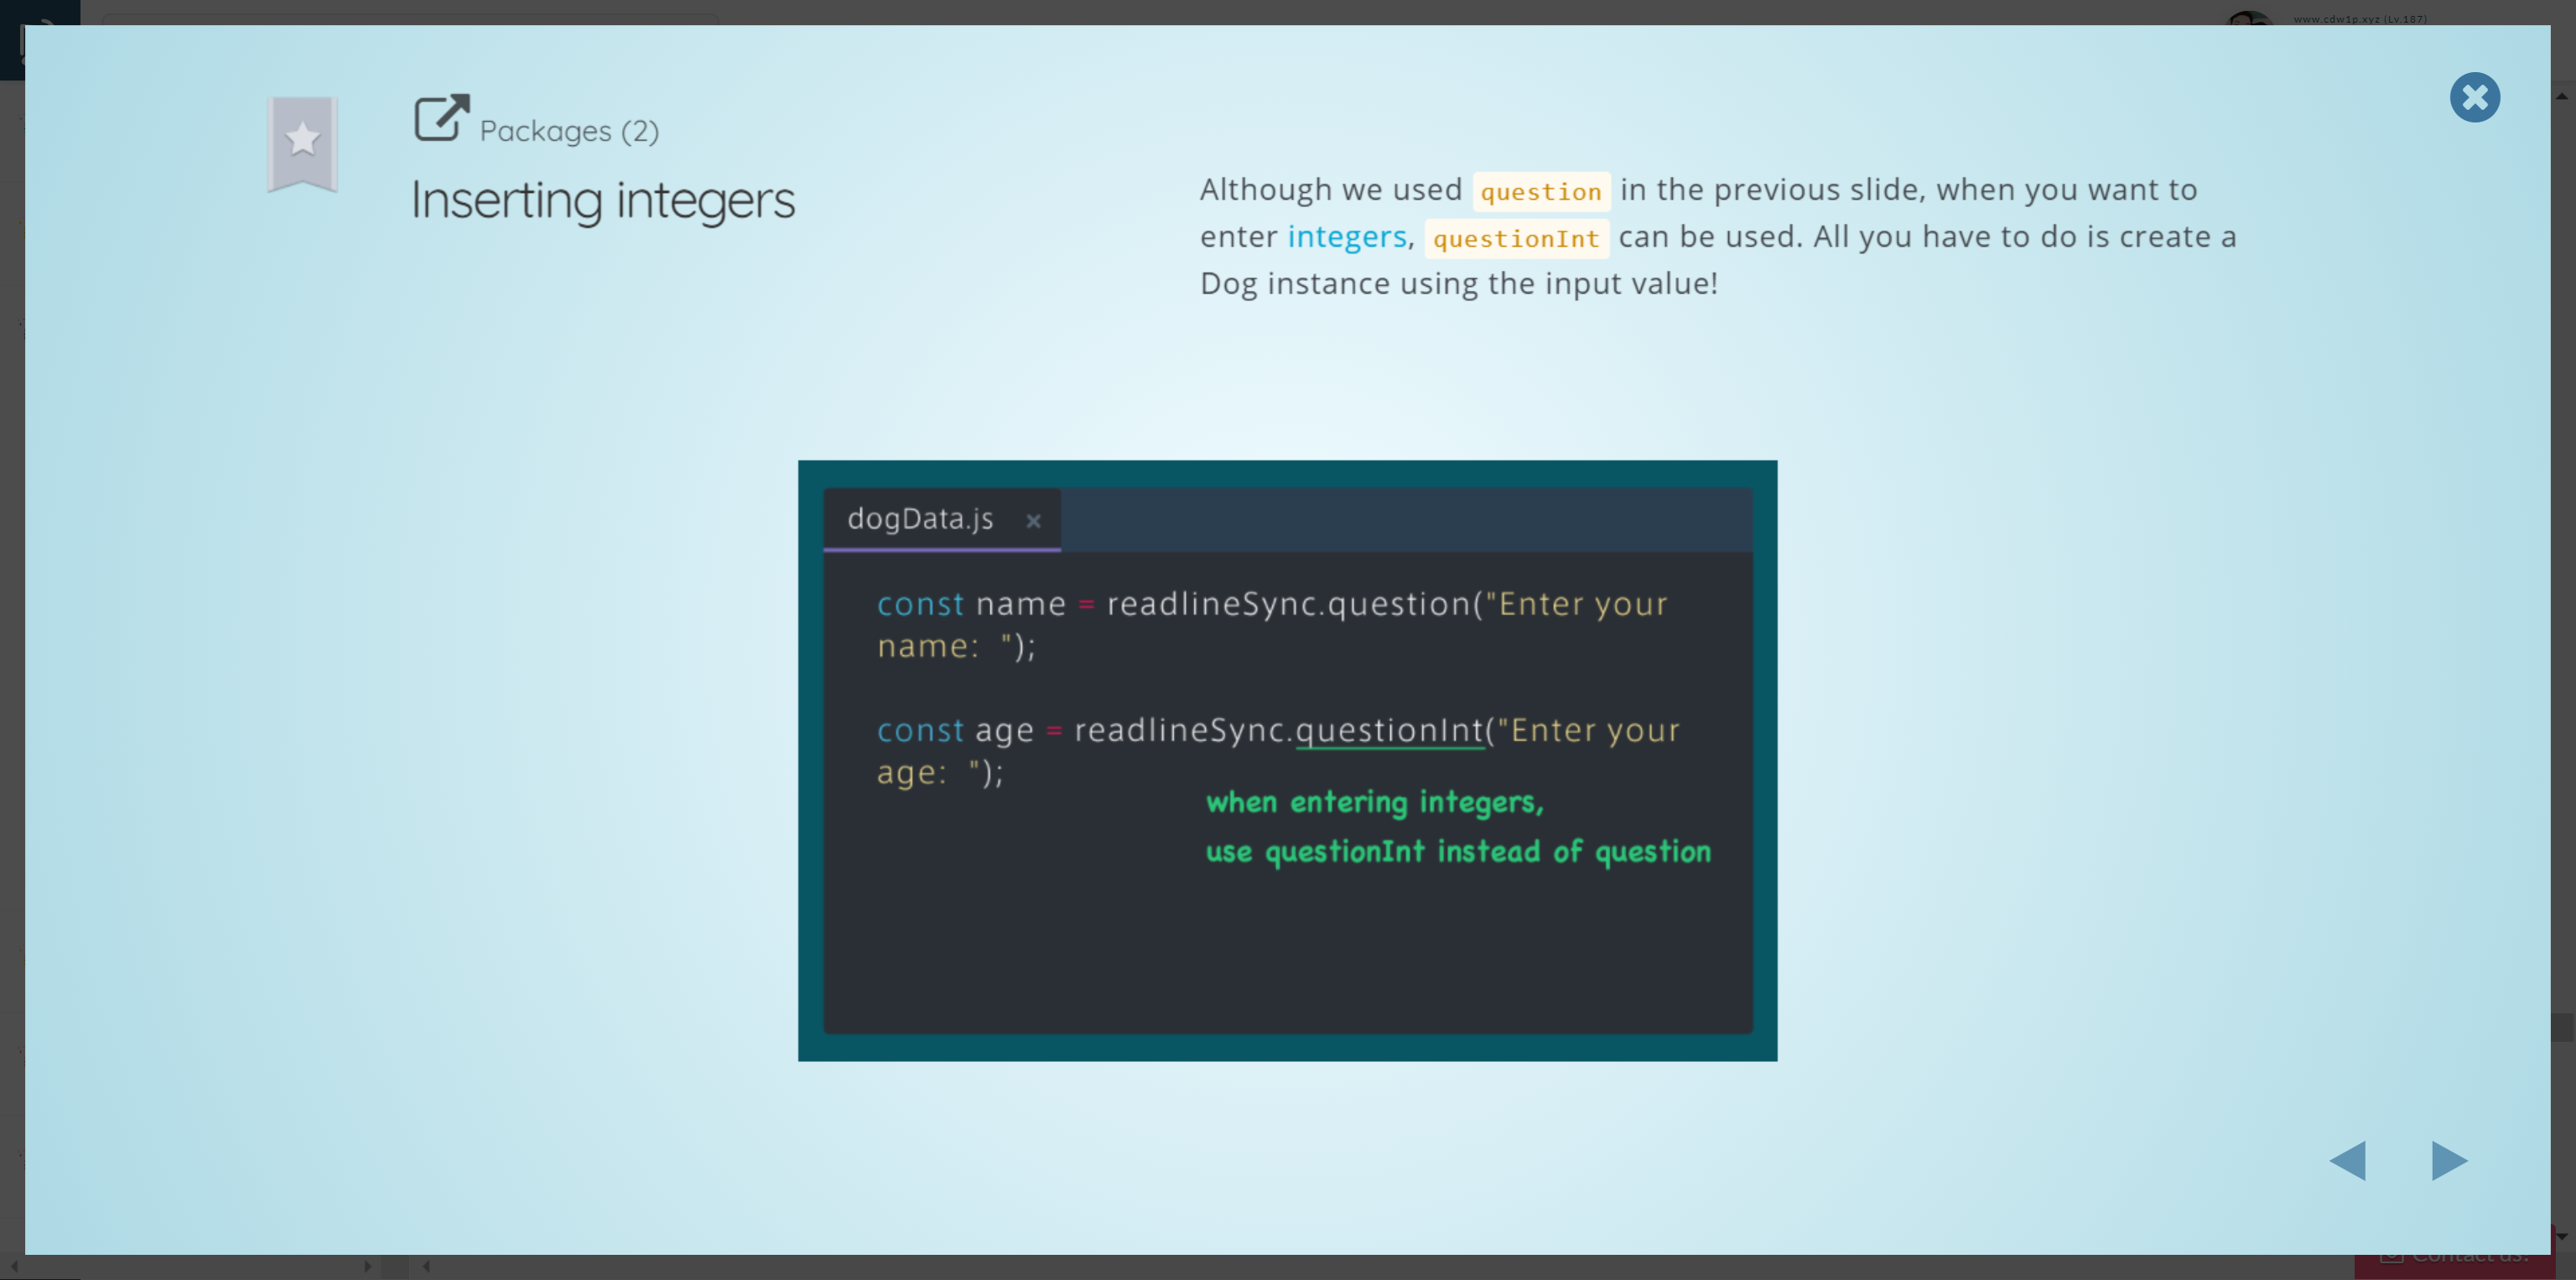 www.cdw1p.xyz (Lv.187)
Packages (2)
Inserting integers
Although we used question in the previous slide, when you want to
enter integers, questionInt can be used. All you have to do is create a
Dog instance using the input value!
dogData.js ×
const name = readlineSync.question("Enter your
name: ");
const age = readlineSync.questionInt("Enter your
age: ");
when entering integers,
use questionInt instead of question
Contact us!